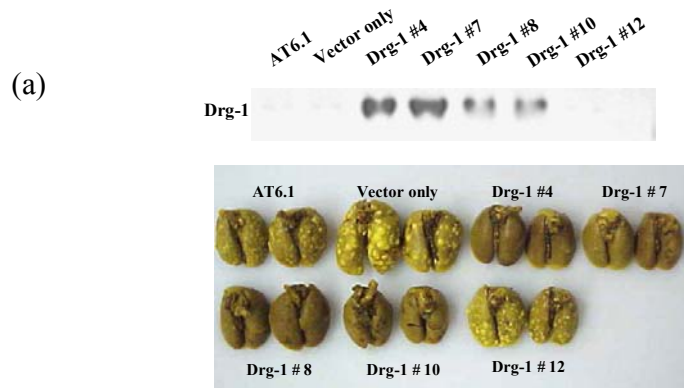 (a)
AT6.1 Vector only Drg-1 #4 Drg-1 #7 Drg-1 #8 Drg-1 #10 Drg-1 #12
Drg-1
AT6.1 Vector only Drg-1 #4 Drg-1 # 7
Drg-1 # 8 Drg-1 # 10 Drg-1 # 12